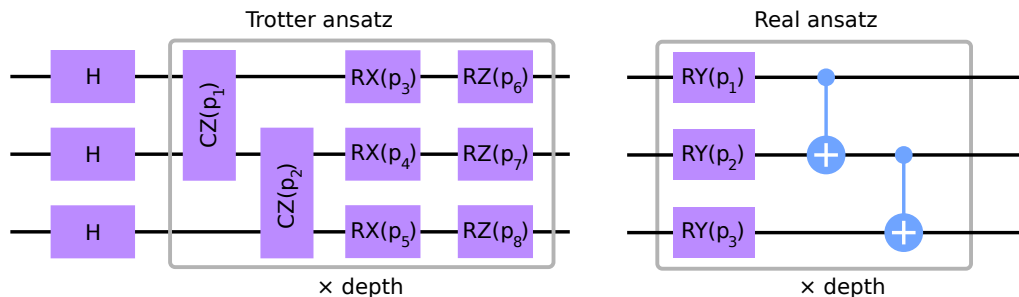 Trotter ansatz
H
CZ(p₁)
RX(p₃)
RZ(p₆)
H
CZ(p₂)
RX(p₄)
RZ(p₇)
H
RX(p₅)
RZ(p₈)
× depth
Real ansatz
RY(p₁)
RY(p₂)
RY(p₃)
× depth